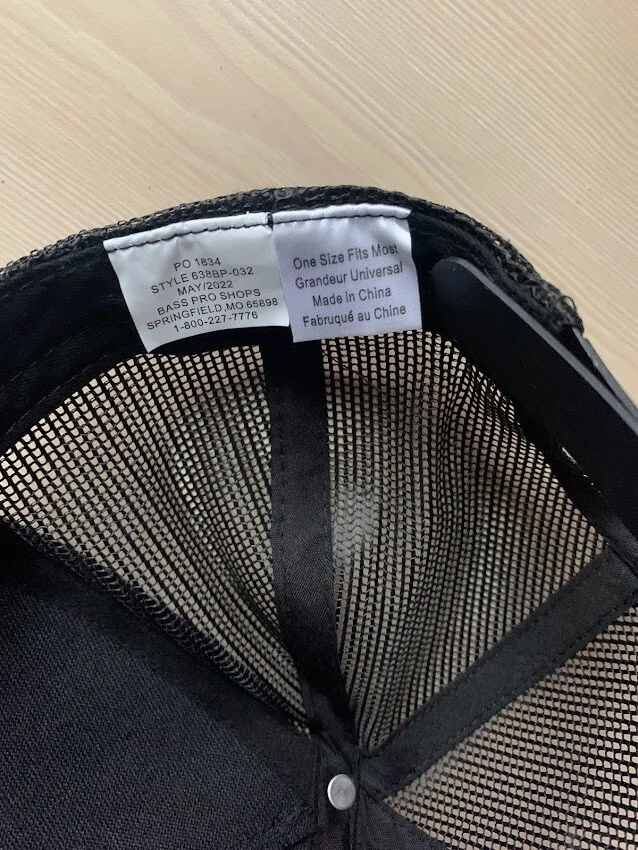 PO 1834
STYLE 638BP-032
MAY/2022
BASS PRO SHOPS
SPRINGFIELD,MO 65898
1-800-227-7776
One Size Fits Most
Grandeur Universal
Made in China
Fabruqué au Chine